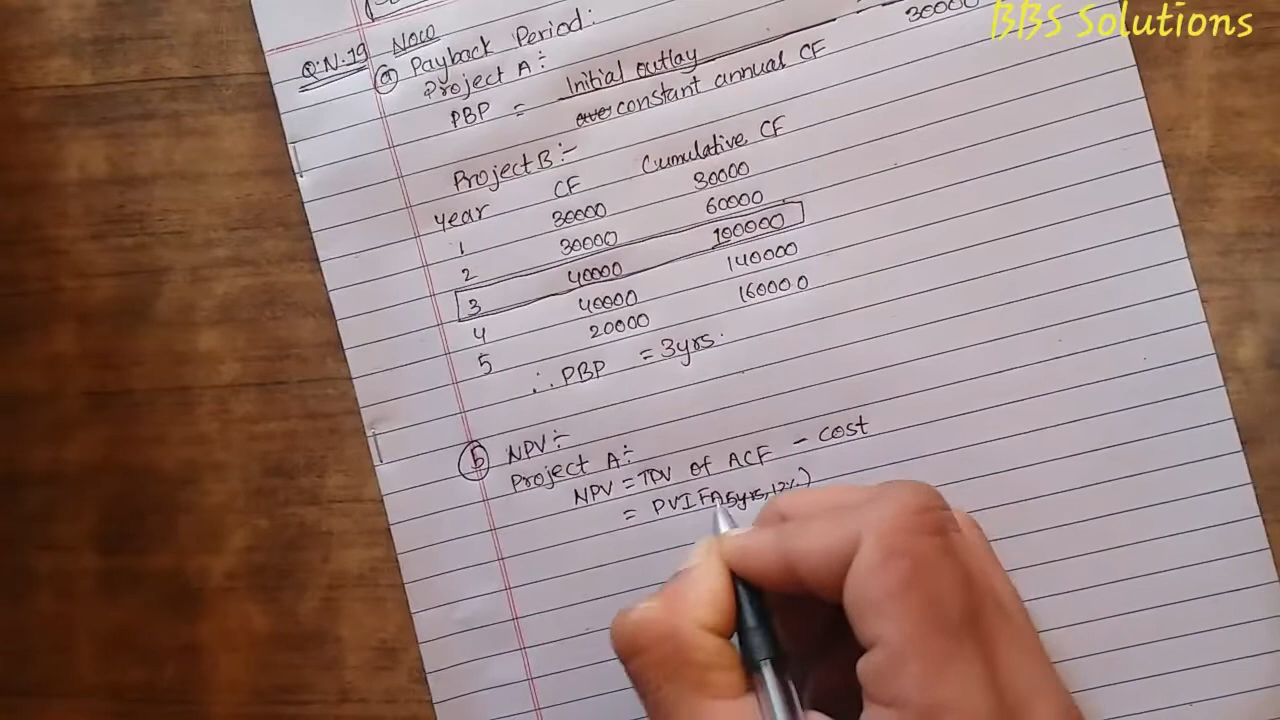 30000
BBS Solutions
Q.N.19 Now
a Payback Period:
Project A:
PBP = Initial outlay
constant annual CF
Project B:-
year CF Cumulative CF
1 30000 30000
2 30000 60000
3 40000 100000
4 40000 140000
5 20000 160000
∴ PBP = 3yrs.
b NPV:
Project A:
NPV = TPV of ACF - cost
= PVIFA5yrs, 12%)